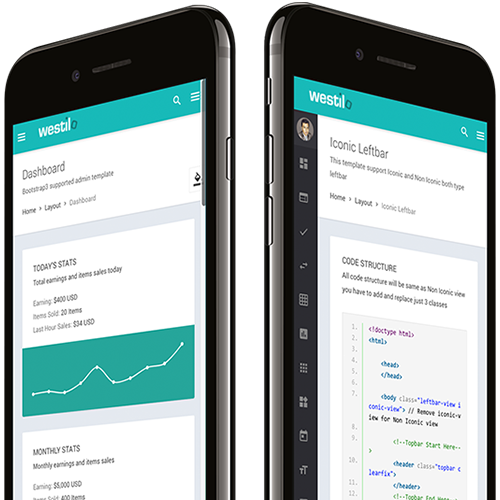 westilo
Dashboard
Bootstrap3 supported admin template
Home > Layout > Dashboard
TODAY'S STATS
Total earnings and items sales today
Earning: $400 USD
Items Sold: 20 Items
Last Hour Sales: $34 USD
MONTHLY STATS
Monthly earnings and items sales
Earning: $5,000 USD
Items Sold: 400 Items
westilo
Iconic Leftbar
This template support Iconic and Non Iconic both type
leftbar
Home > Layout > Iconic Leftbar
CODE STRUCTURE
All code structure will be same as Non Iconic view
you have to add and replace just 3 classes
1. <!doctype html>
2. <html>
3.
4. <head>
5. </head>
6.
7. <body class="leftbar-view i
conic-view"> // Remove iconic-v
iew for Non Iconic view
8.
9. <!--Topbar Start Here--
>
10. <header class="topbar c
learfix">
11. </header>
12. <!--Topbar End Here-